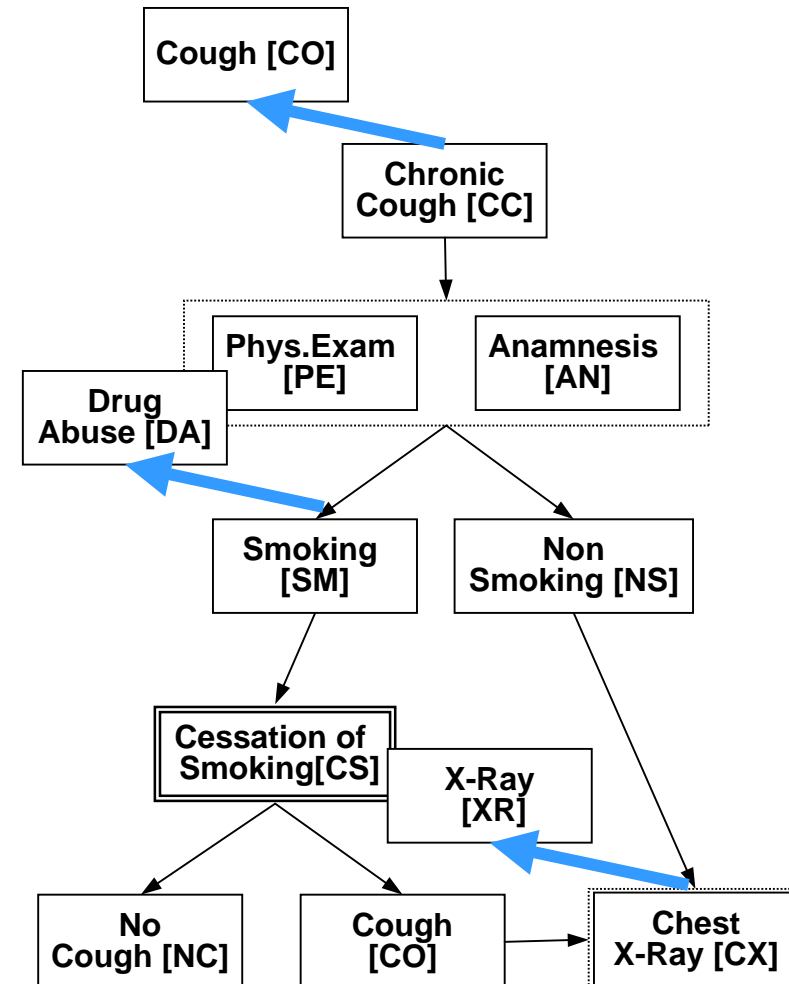 Cough [CO]
Chronic
Cough [CC]
Phys.Exam
[PE]
Anamnesis
[AN]
Drug
Abuse [DA]
Smoking
[SM]
Non
Smoking [NS]
Cessation of
Smoking[CS]
X-Ray
[XR]
No
Cough [NC]
Cough
[CO]
Chest
X-Ray [CX]